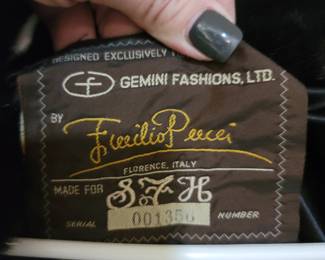 DESIGNED EXCLUSIVELY
GEMINI FASHIONS, LTD.
BY
Emilio Pucci
FLORENCE, ITALY
MADE FOR
S.F.H
SERIAL 001356 NUMBER